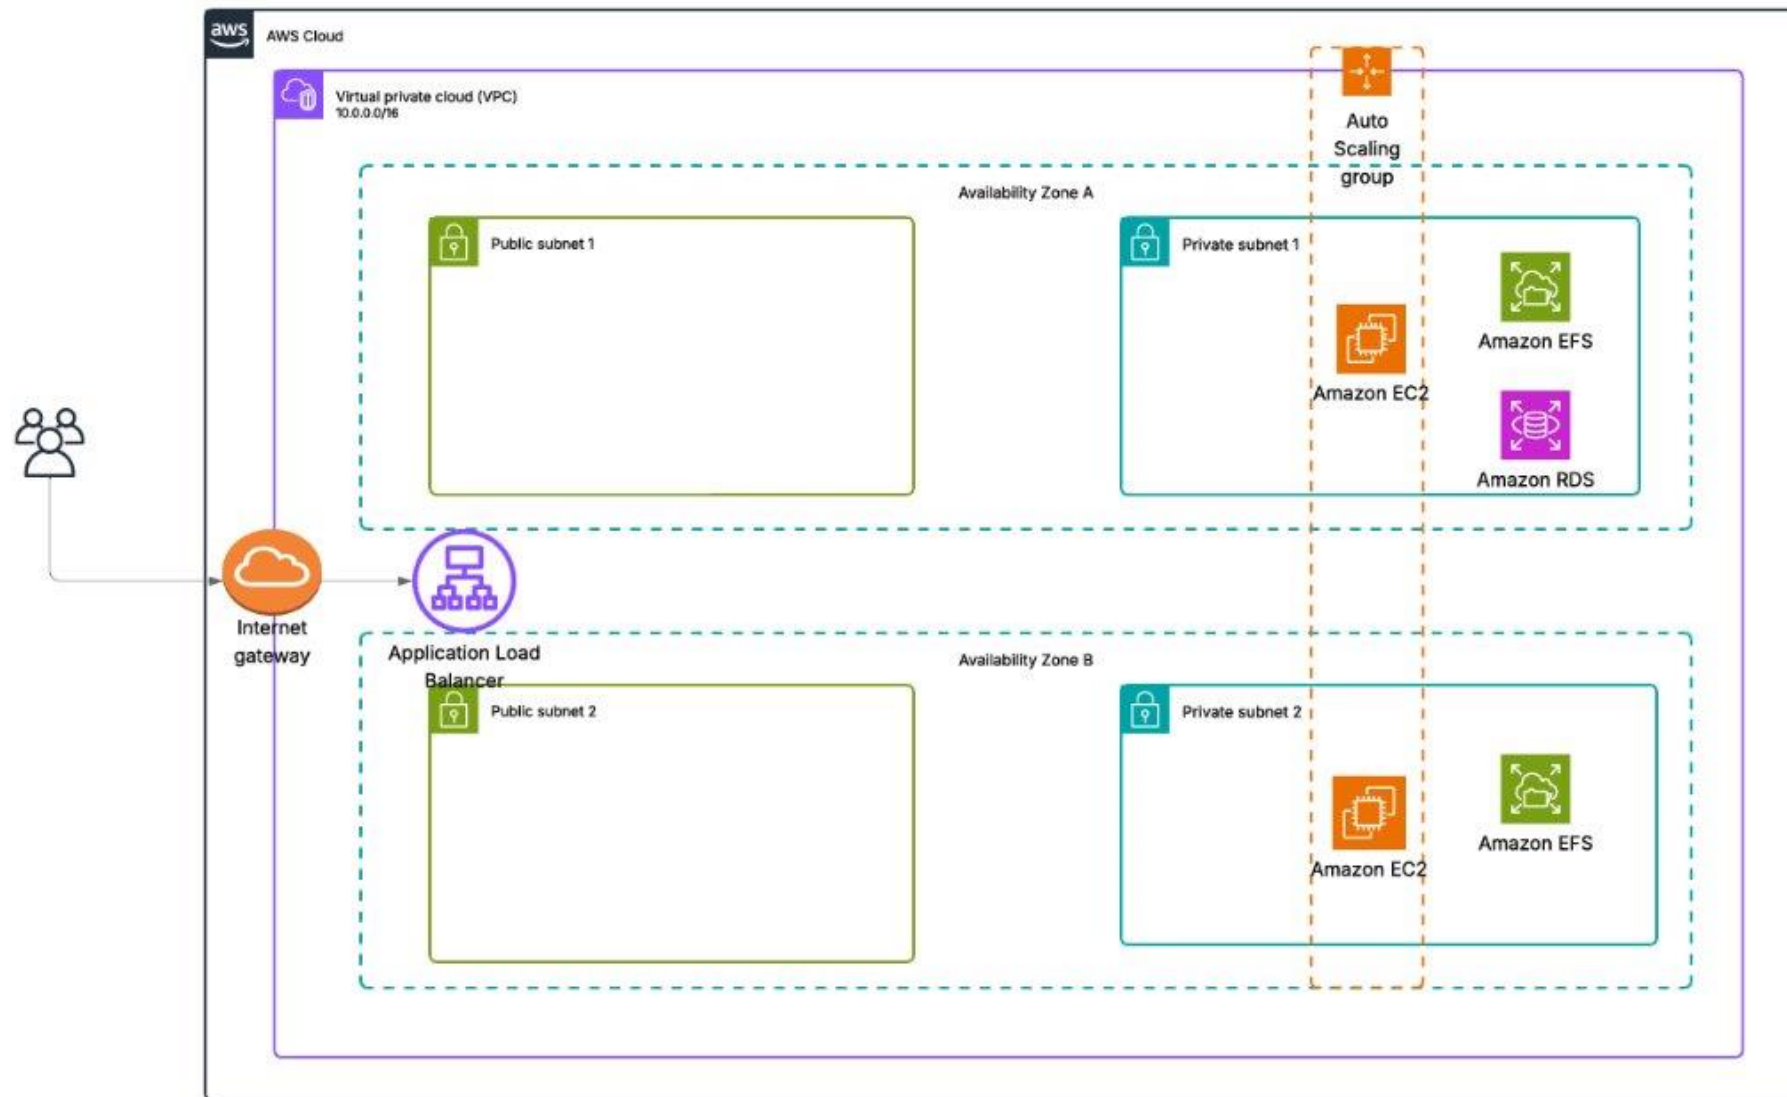 aws
AWS Cloud
Virtual private cloud (VPC)
10.0.0.0/16
Auto
Scaling
group
Availability Zone A
Public subnet 1
Private subnet 1
Amazon EFS
Amazon EC2
Amazon RDS
Internet
gateway
Application Load
Balancer
Availability Zone B
Public subnet 2
Private subnet 2
Amazon EFS
Amazon EC2